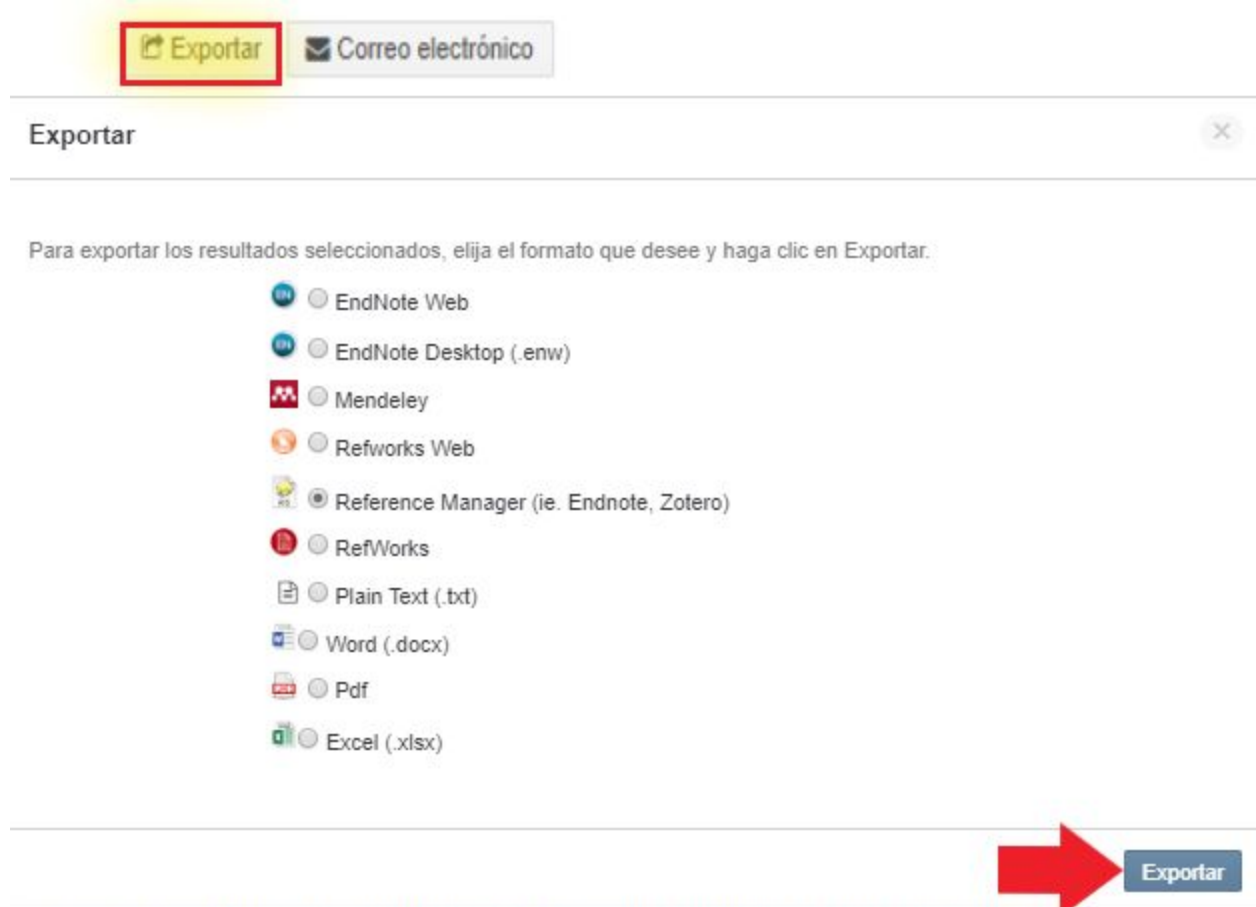 Exportar Correo electrónico
Exportar
Para exportar los resultados seleccionados, elija el formato que desee y haga clic en Exportar.
EN EndNote Web
EN EndNote Desktop (.enw)
Mendeley
Refworks Web
Reference Manager (ie. Endnote, Zotero)
RefWorks
Plain Text (.txt)
Word (.docx)
Pdf
Excel (.xlsx)
Exportar